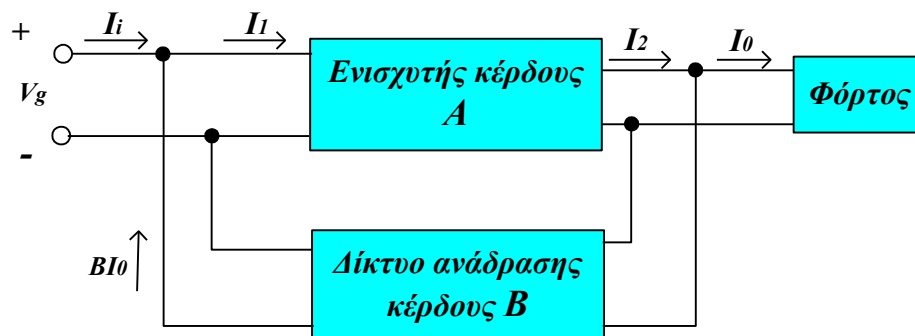 + Ii I1 I2 I0
Vg
-
Ενισχυτής κέρδους
A
Φόρτος
BI0
Δίκτυο ανάδρασης
κέρδους B